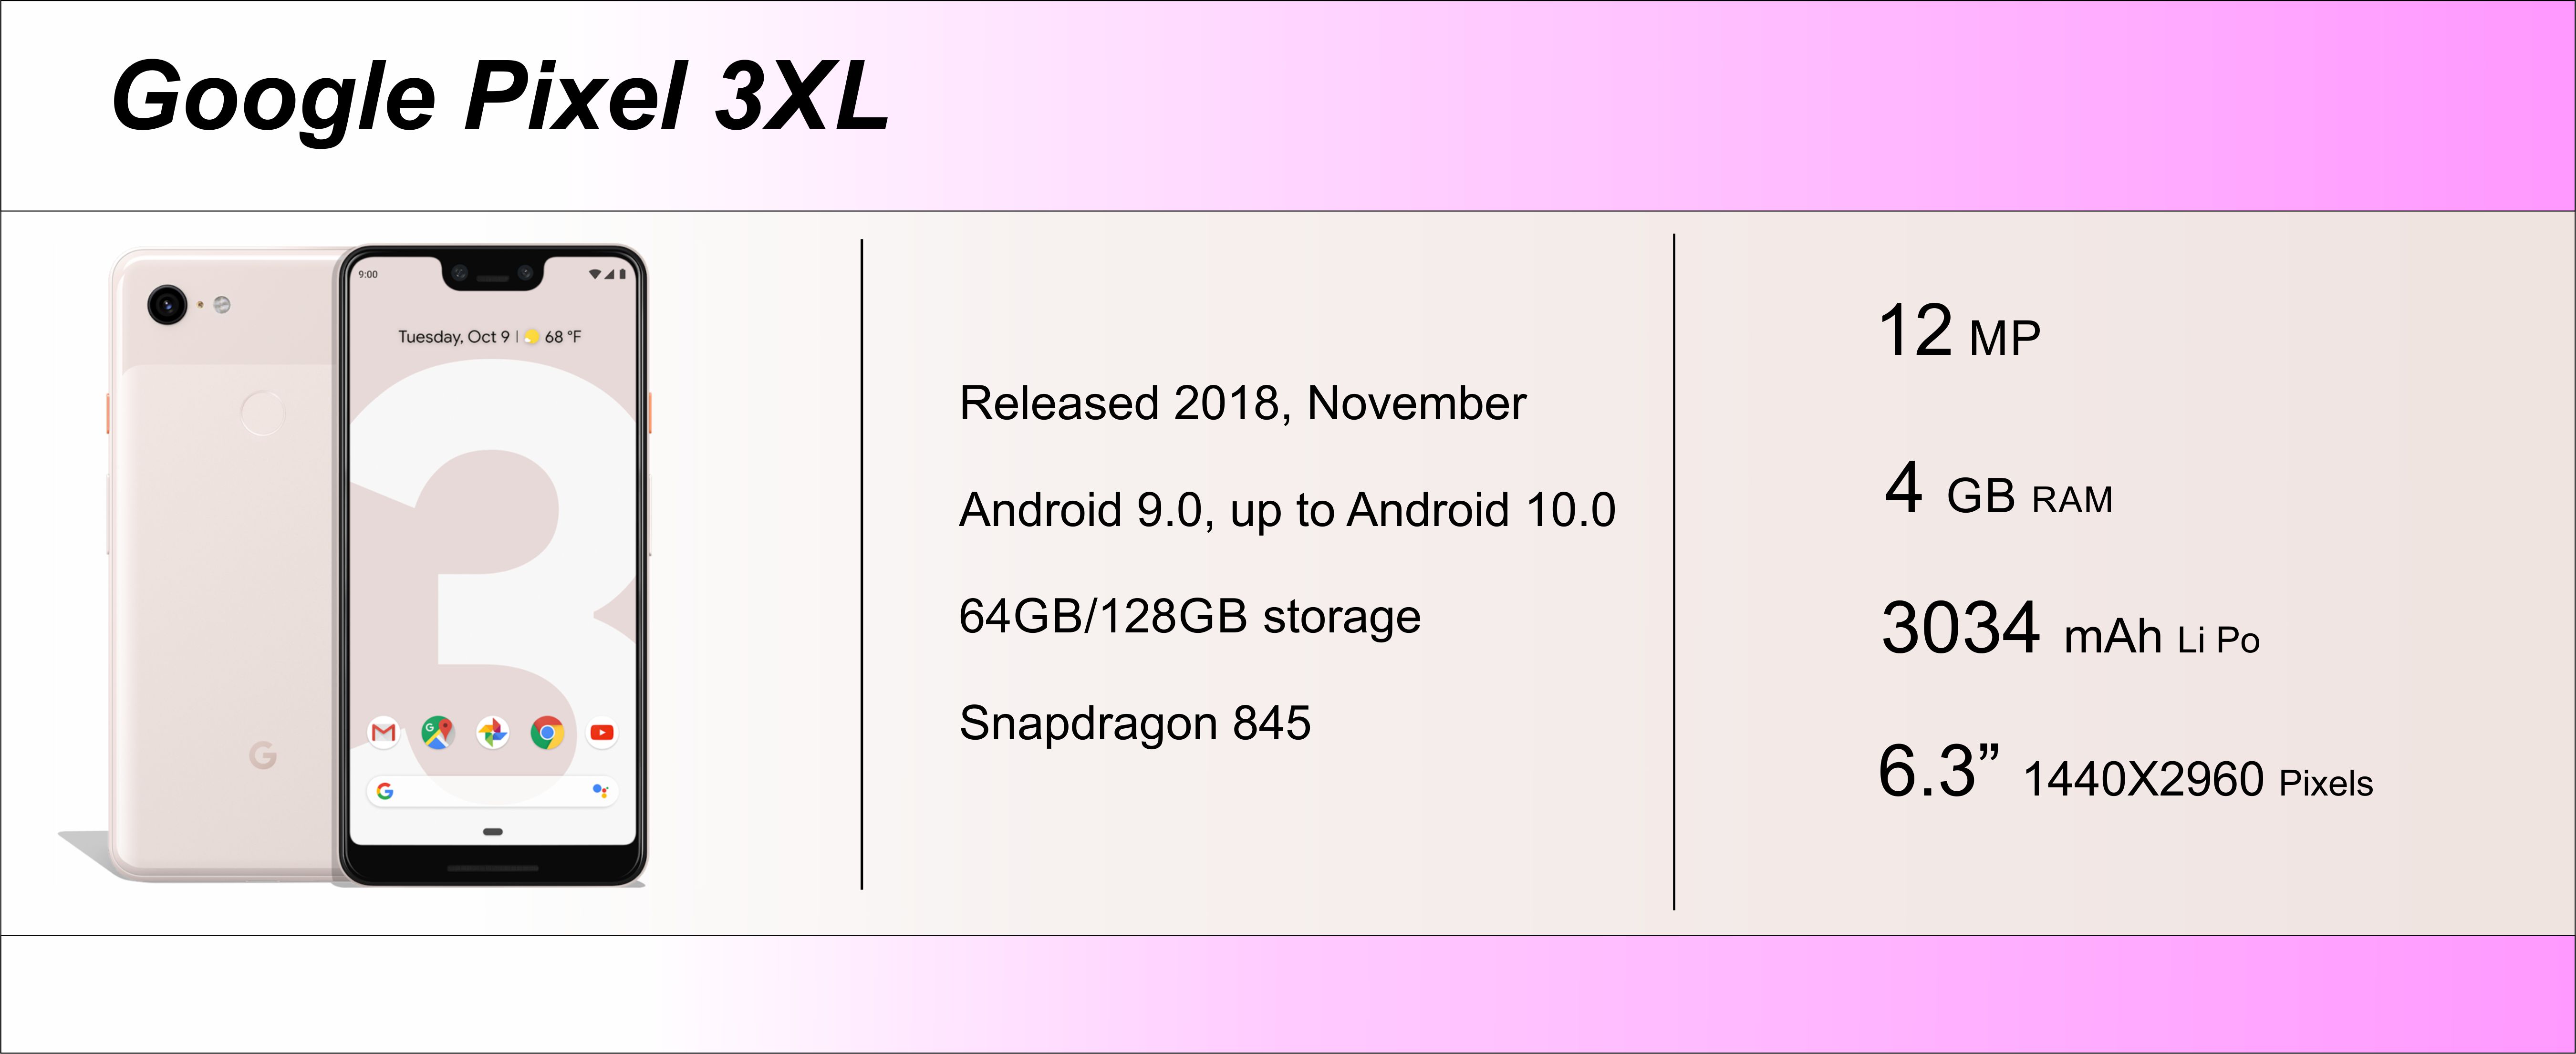 Google Pixel 3XL
9:00
Tuesday, Oct 9 | 68 °F
3
G
G
Released 2018, November
Android 9.0, up to Android 10.0
64GB/128GB storage
Snapdragon 845
12 MP
4 GB RAM
3034 mAh Li Po
6.3” 1440X2960 Pixels